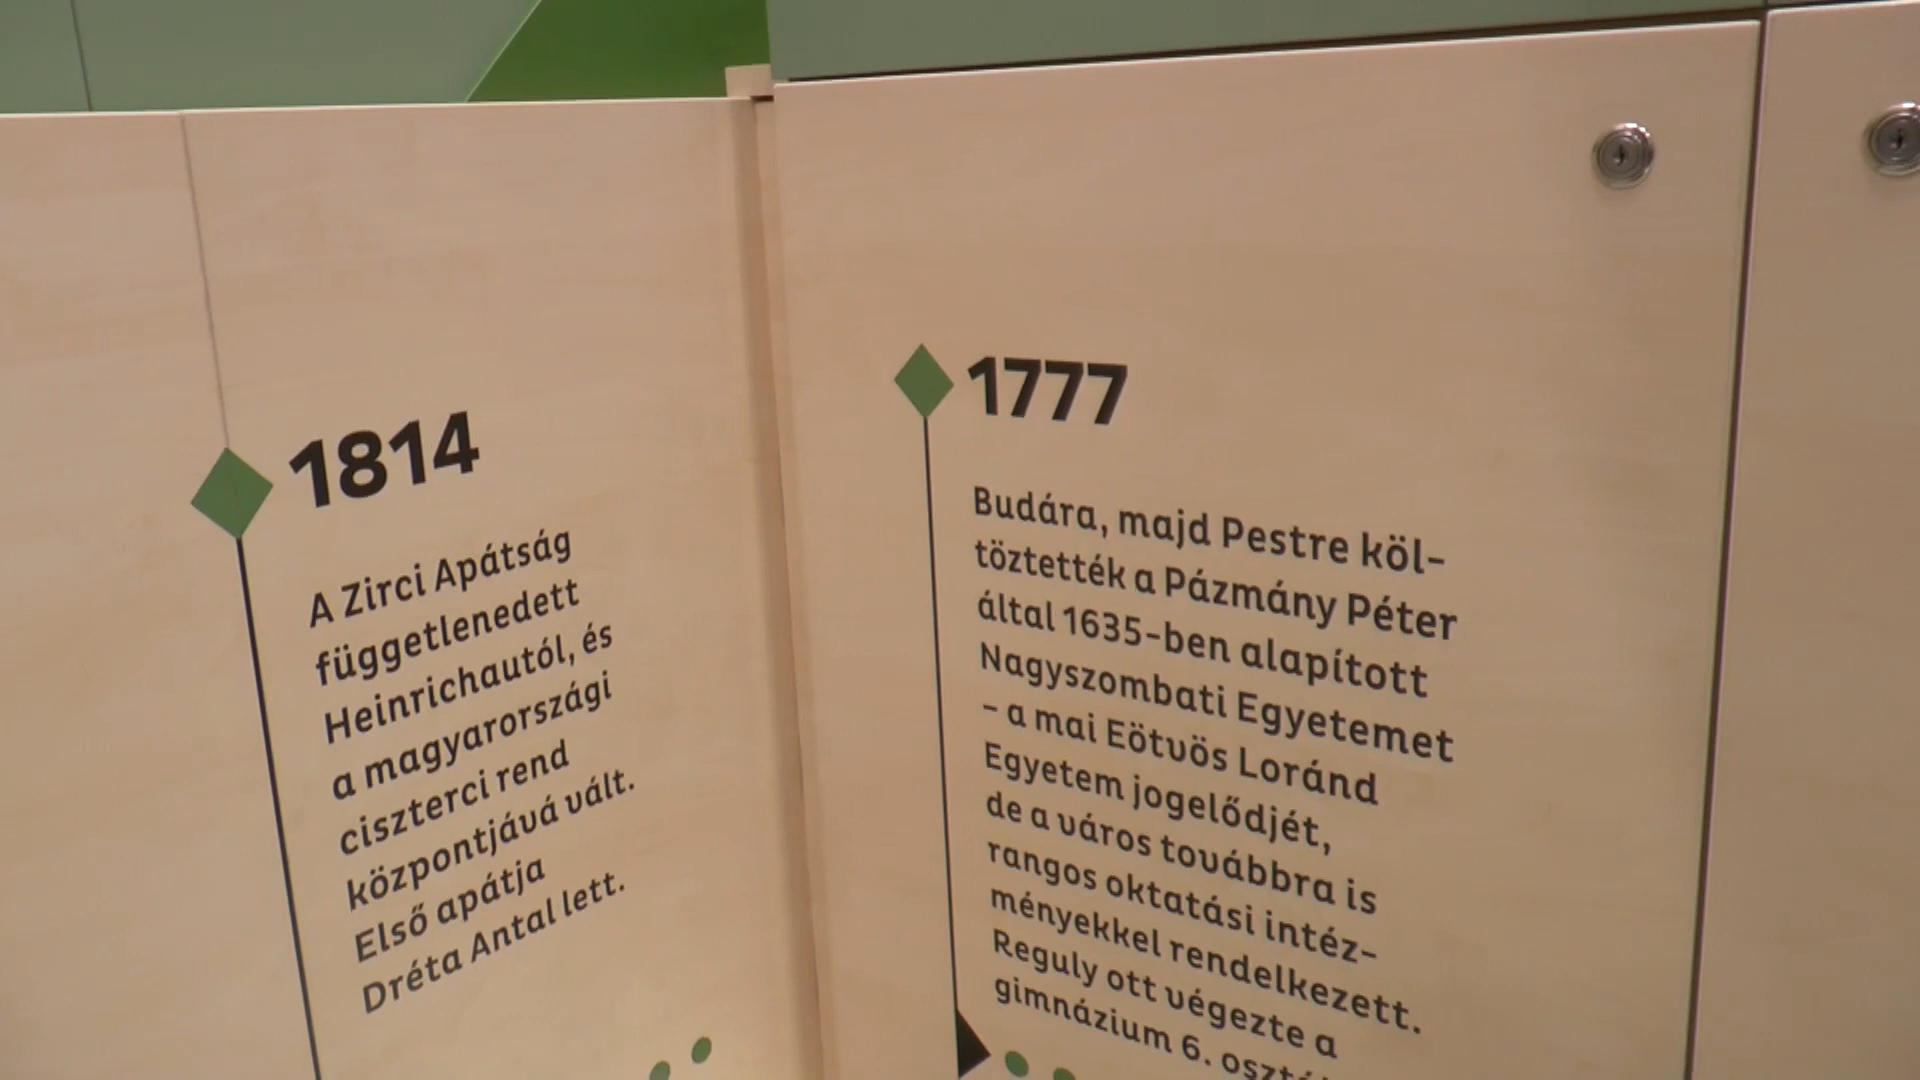 1814
A Zirci Apátság
függetlenedett
Heinrichautól, és
a magyarországi
ciszterci rend
központjává vált.
Első apátja
Dréta Antal lett.
1777
Budára, majd Pestre köl-
töztették a Pázmány Péter
által 1635-ben alapított
Nagyszombati Egyetemet
– a mai Eötvös Loránd
Egyetem jogelődjét,
de a város továbbra is
rangos oktatási intéz-
ményekkel rendelkezett.
Reguly ott végezte a
gimnázium 6.